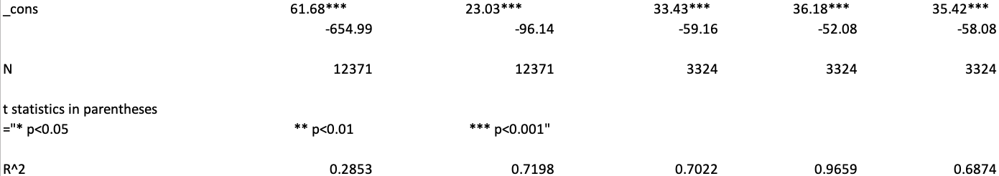 _cons 61.68*** 23.03*** 33.43*** 36.18*** 35.42***
-654.99 -96.14 -59.16 -52.08 -58.08
N 12371 12371 3324 3324 3324
t statistics in parentheses
="* p<0.05 ** p<0.01 *** p<0.001"
R^2 0.2853 0.7198 0.7022 0.9659 0.6874